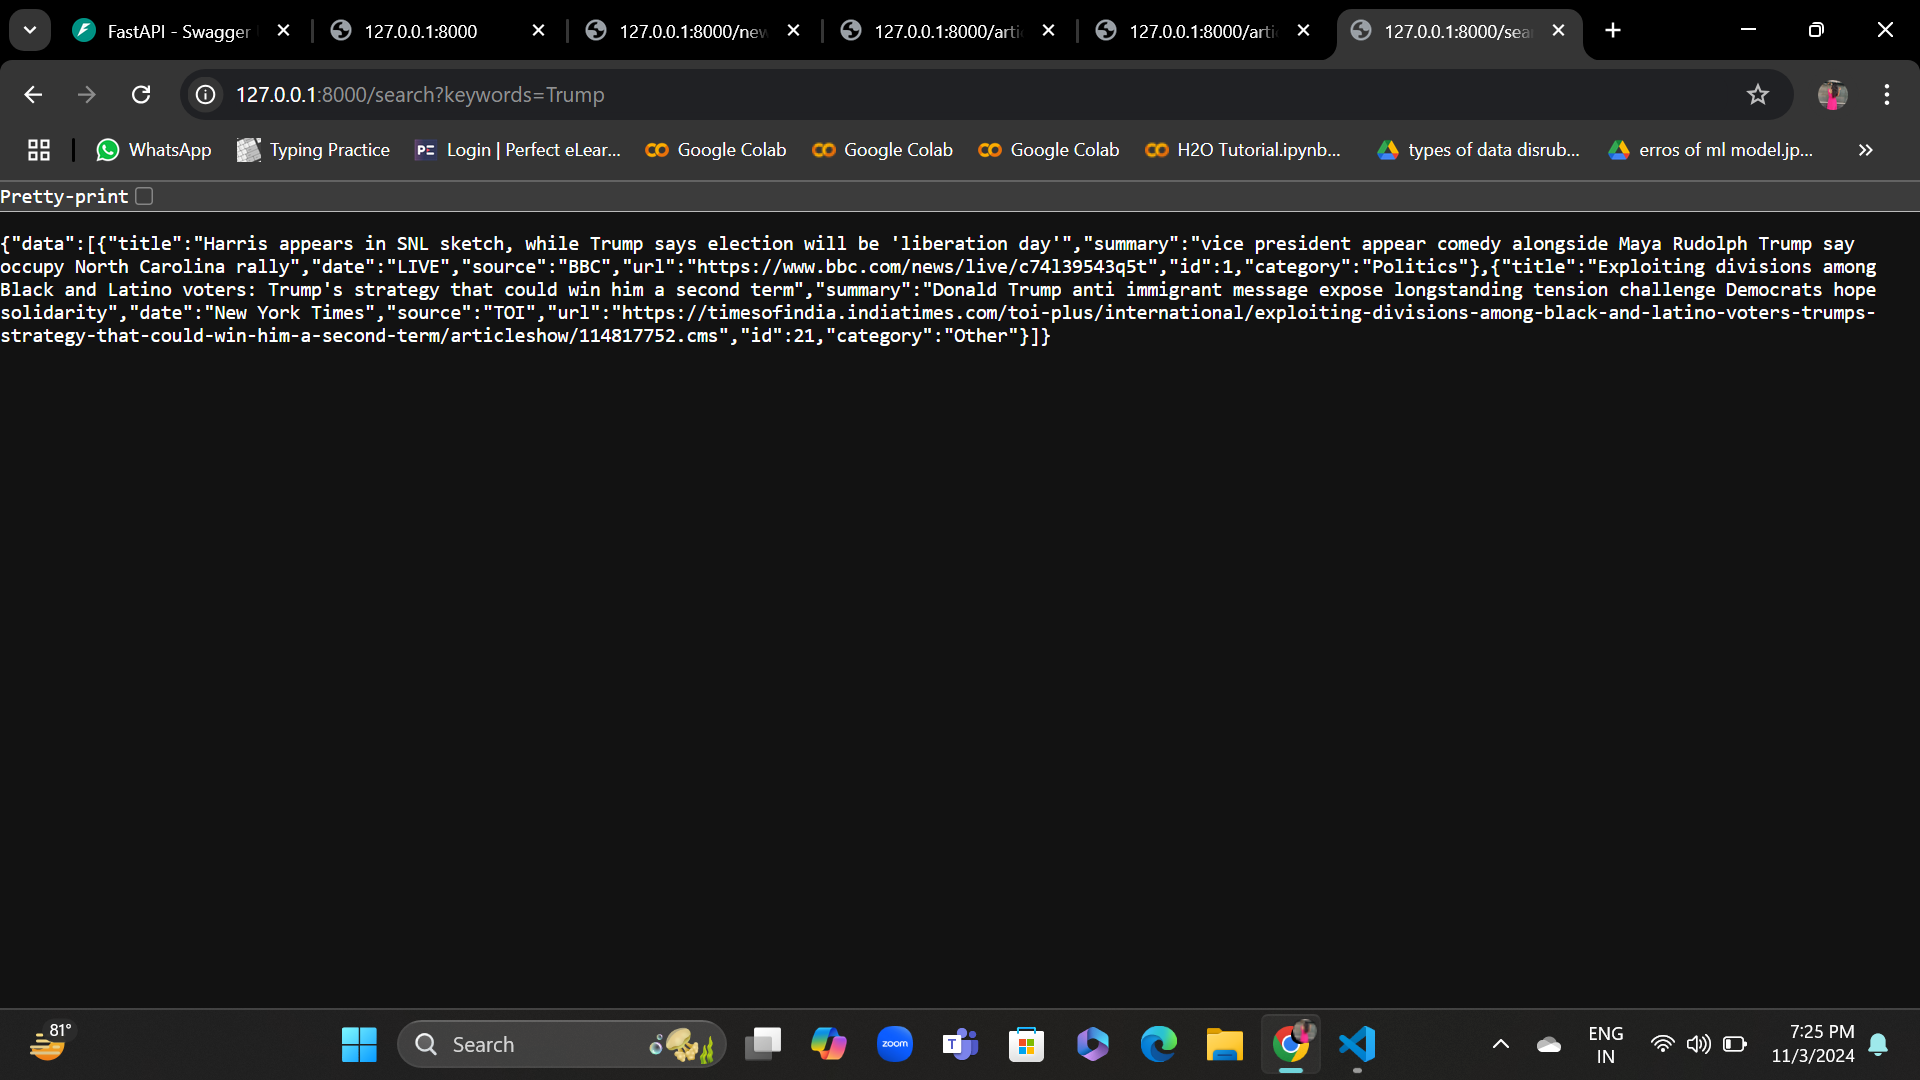 FastAPI - Swagger
127.0.0.1:8000
127.0.0.1:8000/new
127.0.0.1:8000/arti
127.0.0.1:8000/arti
127.0.0.1:8000/sea
127.0.0.1:8000/search?keywords=Trump
WhatsApp
Typing Practice
PE Login | Perfect eLear...
Google Colab
Google Colab
Google Colab
H2O Tutorial.ipynb...
types of data disrub...
erros of ml model.jp...
Pretty-print
{"data":[{"title":"Harris appears in SNL sketch, while Trump says election will be 'liberation day'","summary":"vice president appear comedy alongside Maya Rudolph Trump say
occupy North Carolina rally","date":"LIVE","source":"BBC","url":"https://www.bbc.com/news/live/c74l39543q5t","id":1,"category":"Politics"},{"title":"Exploiting divisions among
Black and Latino voters: Trump's strategy that could win him a second term","summary":"Donald Trump anti immigrant message expose longstanding tension challenge Democrats hope
solidarity","date":"New York Times","source":"TOI","url":"https://timesofindia.indiatimes.com/toi-plus/international/exploiting-divisions-among-black-and-latino-voters-trumps-
strategy-that-could-win-him-a-second-term/articleshow/114817752.cms","id":21,"category":"Other"}]}
81°
Search
zoom
T
ENG
IN
7:25 PM
11/3/2024